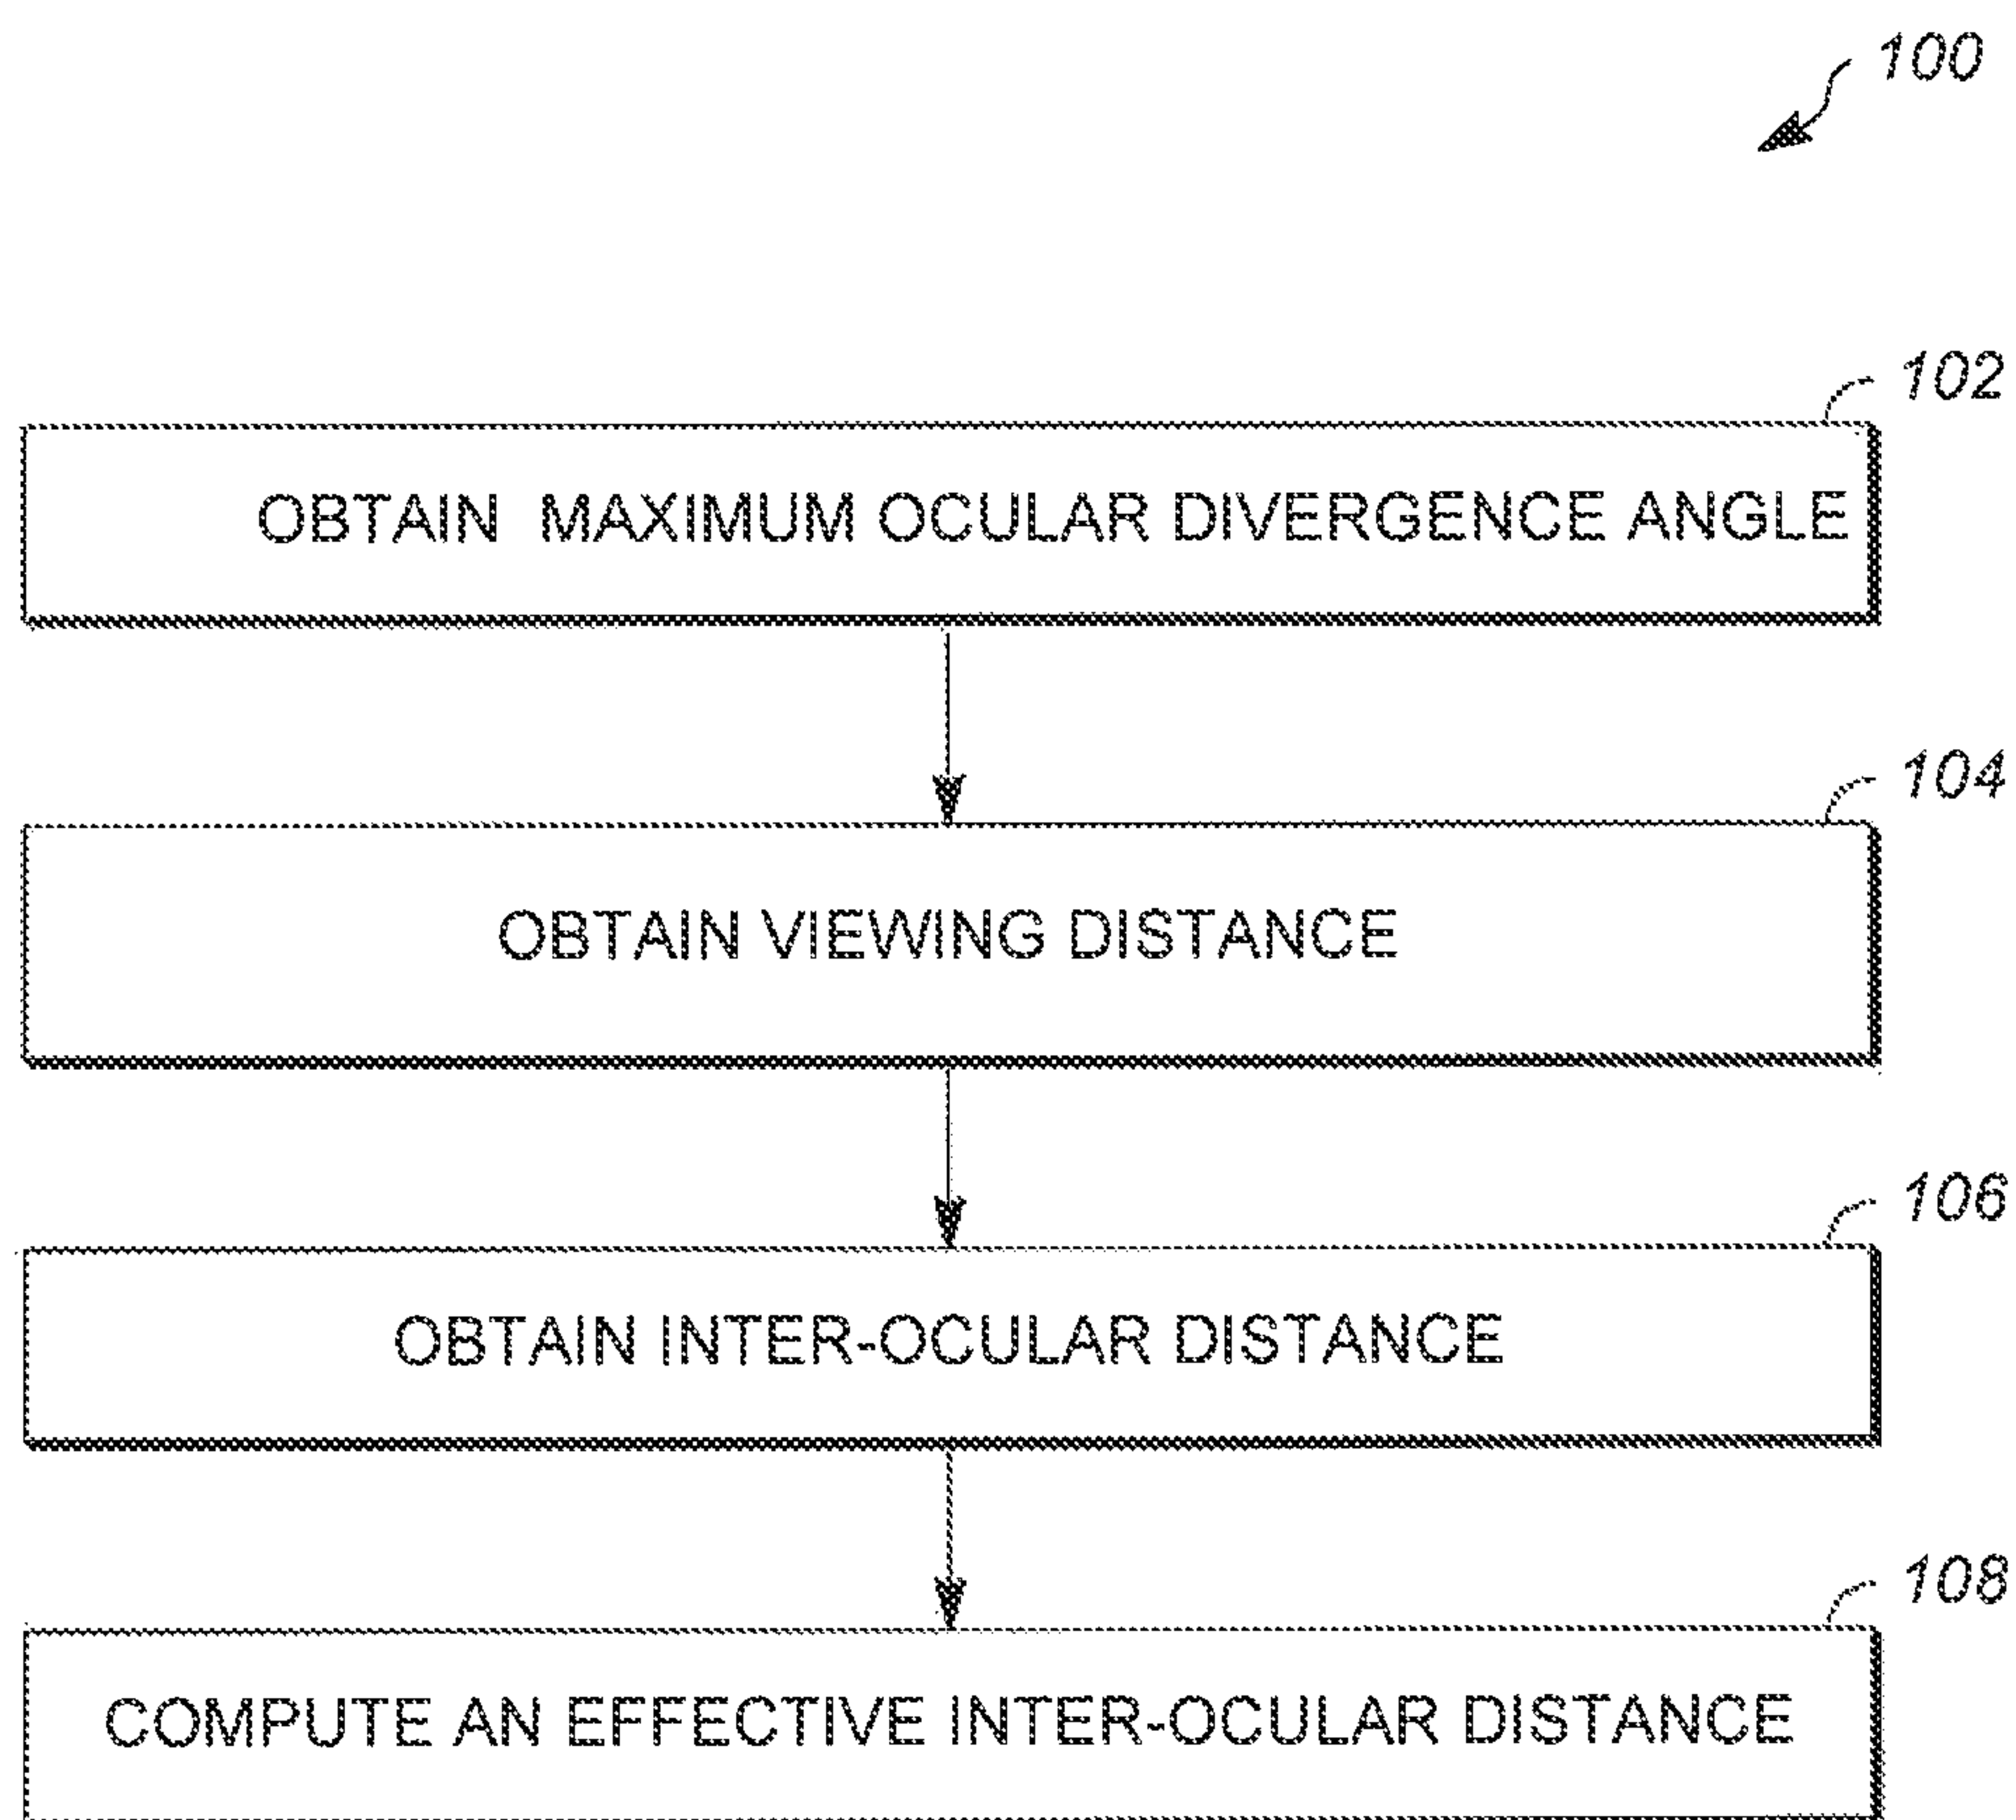 100
102
OBTAIN MAXIMUM OCULAR DIVERGENCE ANGLE
104
OBTAIN VIEWING DISTANCE
106
OBTAIN INTER-OCULAR DISTANCE
108
COMPUTE AN EFFECTIVE INTER-OCULAR DISTANCE